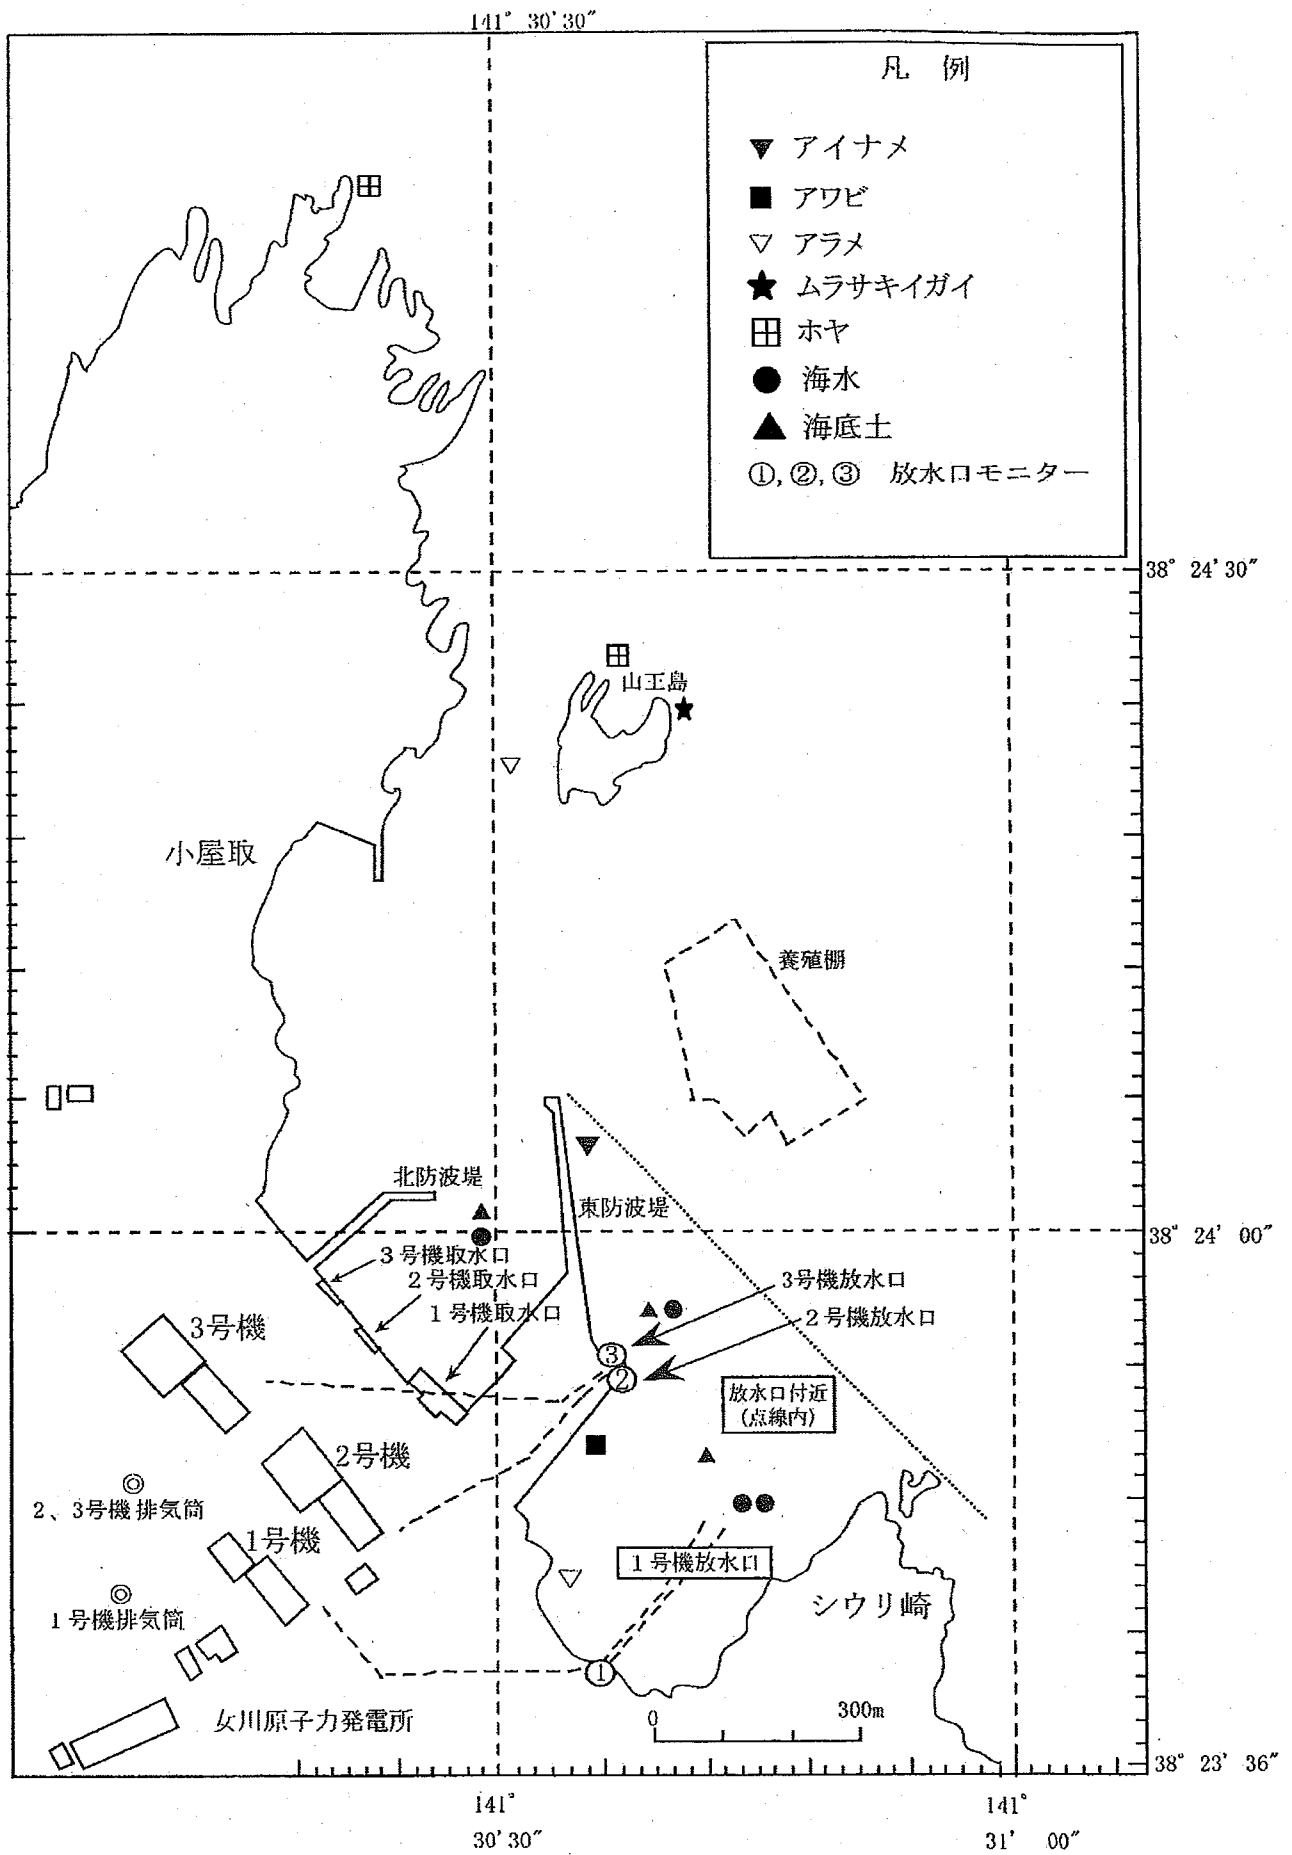 141° 30′30″
凡 例
アイナメ
アワビ
アラメ
ムラサキイガイ
ホヤ
海水
海底土
①, ②, ③ 放水口モニター
38° 24′30″
山王島
小屋取
養殖棚
北防波堤
東防波堤
38° 24′ 00″
3号機取水口
2号機取水口
1号機取水口
3号機放水口
2号機放水口
3号機
③
②
放水口付近
(点線内)
2号機
2、3号機排気筒
1号機
1号機放水口
1号機排気筒
シウリ崎
①
女川原子力発電所
0 300m
38° 23′ 36″
141°
30′30″
141°
31′ 00″